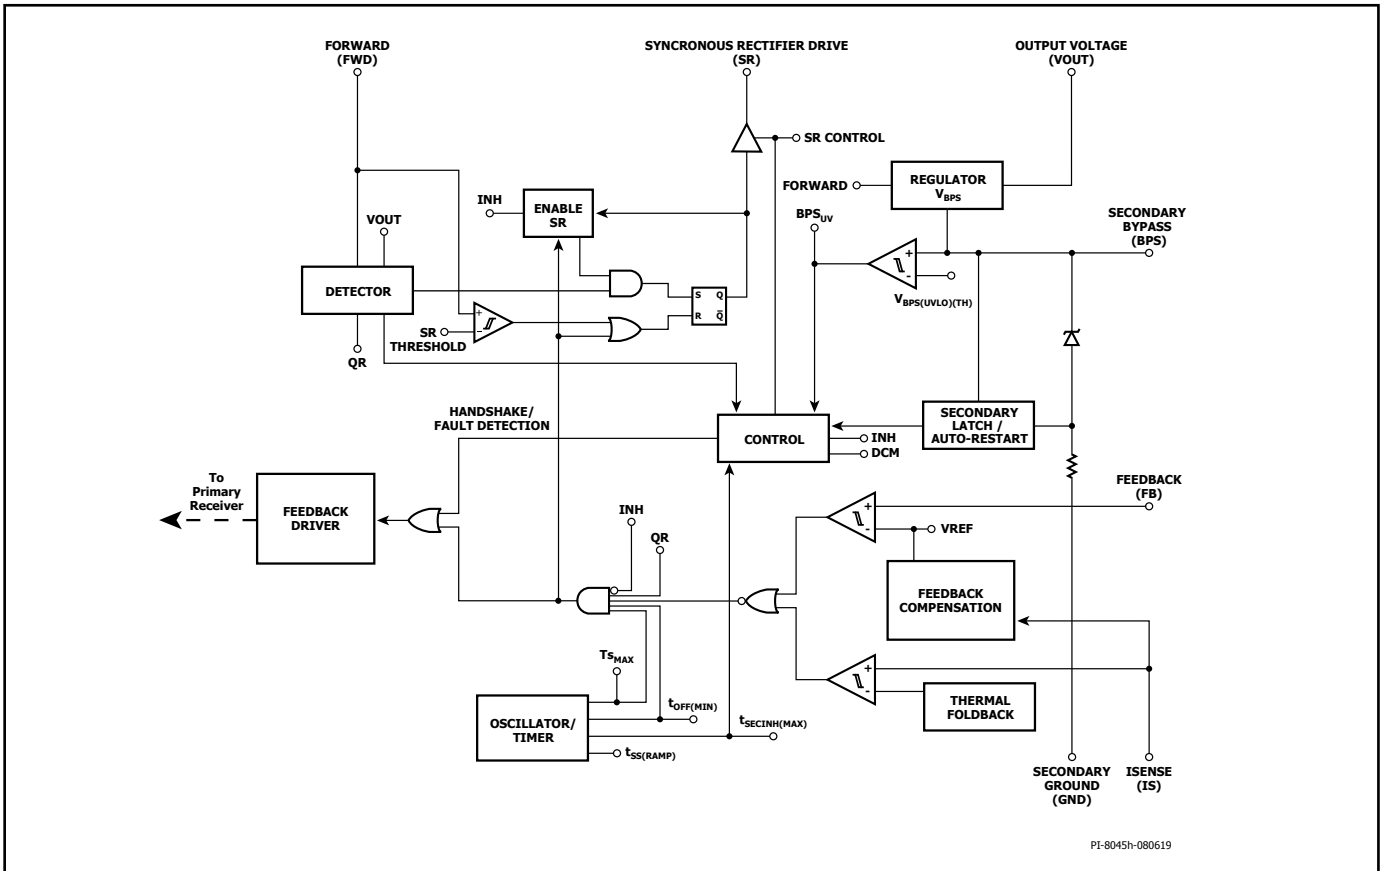 FORWARD
(FWD)
SYNCRONOUS RECTIFIER DRIVE
(SR)
OUTPUT VOLTAGE
(VOUT)
SR CONTROL
FORWARD
REGULATOR
VBPS
INH
ENABLE
SR
VOUT
BPSUV
SECONDARY
BYPASS
(BPS)
DETECTOR
+
-
VBPS(UVLO)(TH)
S Q
R Q̅
+
-
SR
THRESHOLD
QR
HANDSHAKE/
FAULT DETECTION
CONTROL
INH
DCM
SECONDARY
LATCH /
AUTO-RESTART
To
Primary
Receiver
FEEDBACK
DRIVER
INH
QR
FEEDBACK
(FB)
+
-
VREF
FEEDBACK
COMPENSATION
TsMAX
+
-
THERMAL
FOLDBACK
OSCILLATOR/
TIMER
tOFF(MIN)
tSECINH(MAX)
tSS(RAMP)
SECONDARY
GROUND
(GND)
ISENSE
(IS)
PI-8045h-080619